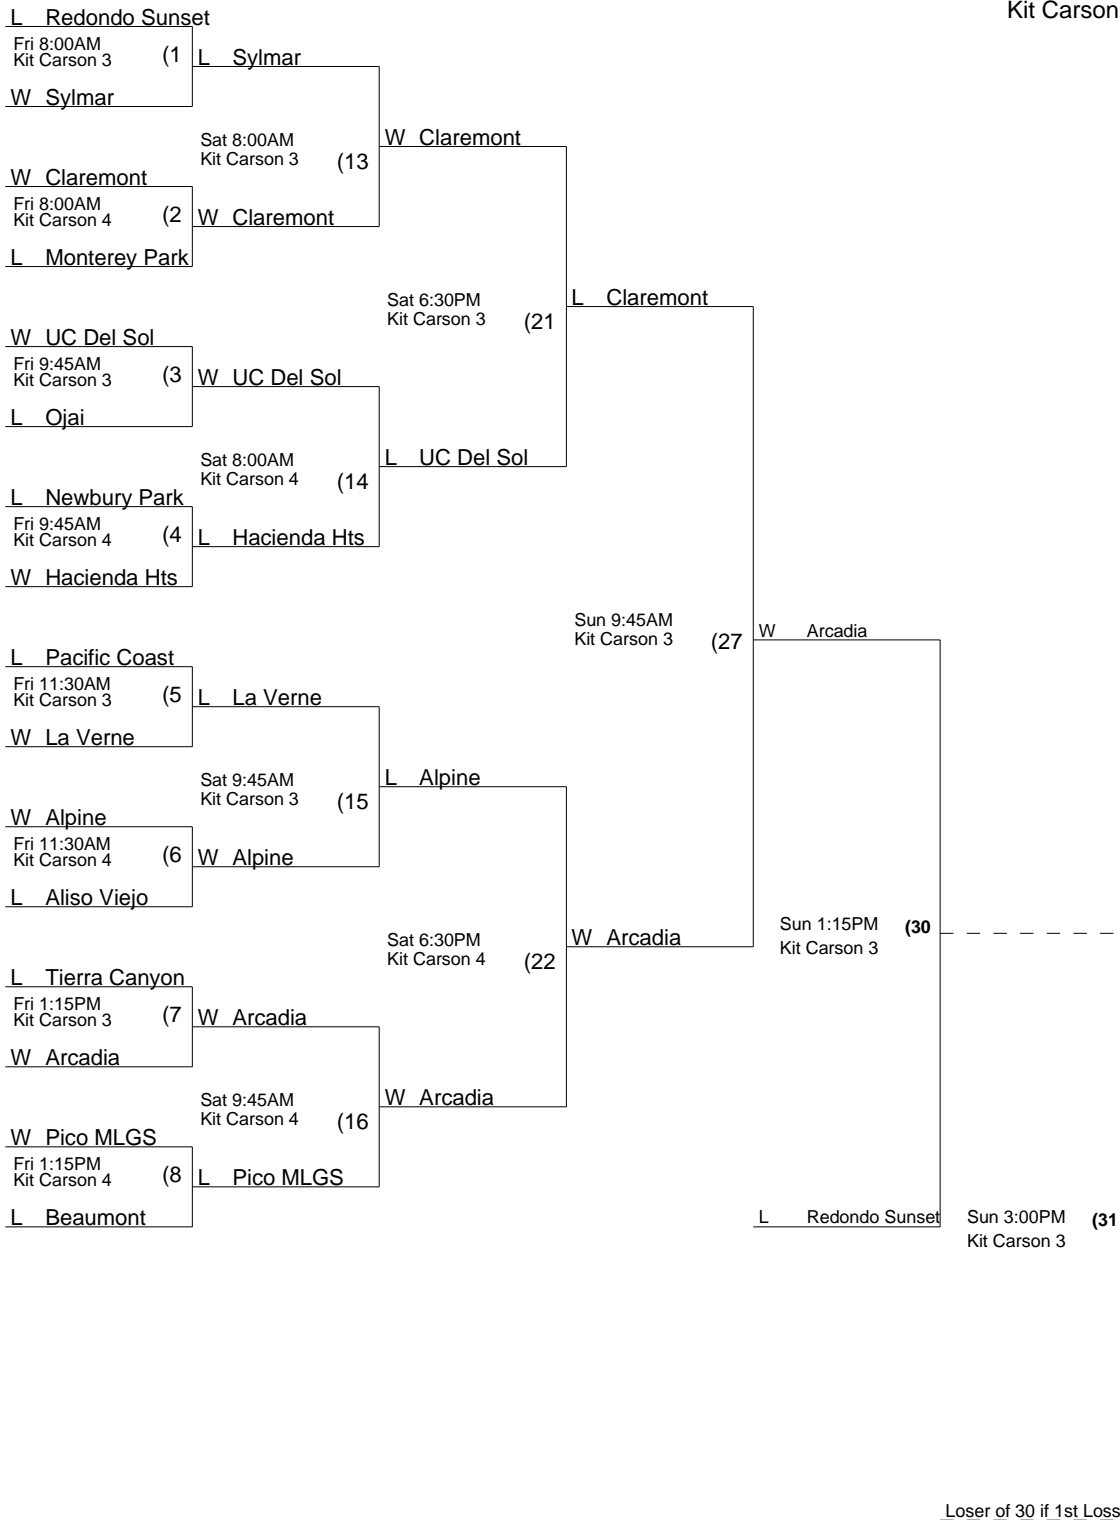 Kit Carson
L Redondo Sunset
Fri 8:00AM
Kit Carson 3
(1
L Sylmar
W Sylmar
Sat 8:00AM
Kit Carson 3
(13
W Claremont
W Claremont
Fri 8:00AM
Kit Carson 4
(2
W Claremont
L Monterey Park
Sat 6:30PM
Kit Carson 3
(21
L Claremont
W UC Del Sol
Fri 9:45AM
Kit Carson 3
(3
W UC Del Sol
L Ojai
Sat 8:00AM
Kit Carson 4
(14
L UC Del Sol
L Newbury Park
Fri 9:45AM
Kit Carson 4
(4
L Hacienda Hts
W Hacienda Hts
Sun 9:45AM
Kit Carson 3
(27
W Arcadia
L Pacific Coast
Fri 11:30AM
Kit Carson 3
(5
L La Verne
W La Verne
Sat 9:45AM
Kit Carson 3
(15
L Alpine
W Alpine
Fri 11:30AM
Kit Carson 4
(6
W Alpine
L Aliso Viejo
Sat 6:30PM
Kit Carson 4
(22
W Arcadia
Sun 1:15PM
Kit Carson 3
(30
L Tierra Canyon
Fri 1:15PM
Kit Carson 3
(7
W Arcadia
W Arcadia
Sat 9:45AM
Kit Carson 4
(16
W Arcadia
W Pico MLGS
Fri 1:15PM
Kit Carson 4
(8
L Pico MLGS
L Beaumont
L Redondo Sunset
Sun 3:00PM
Kit Carson 3
(31
Loser of 30 if 1st Loss